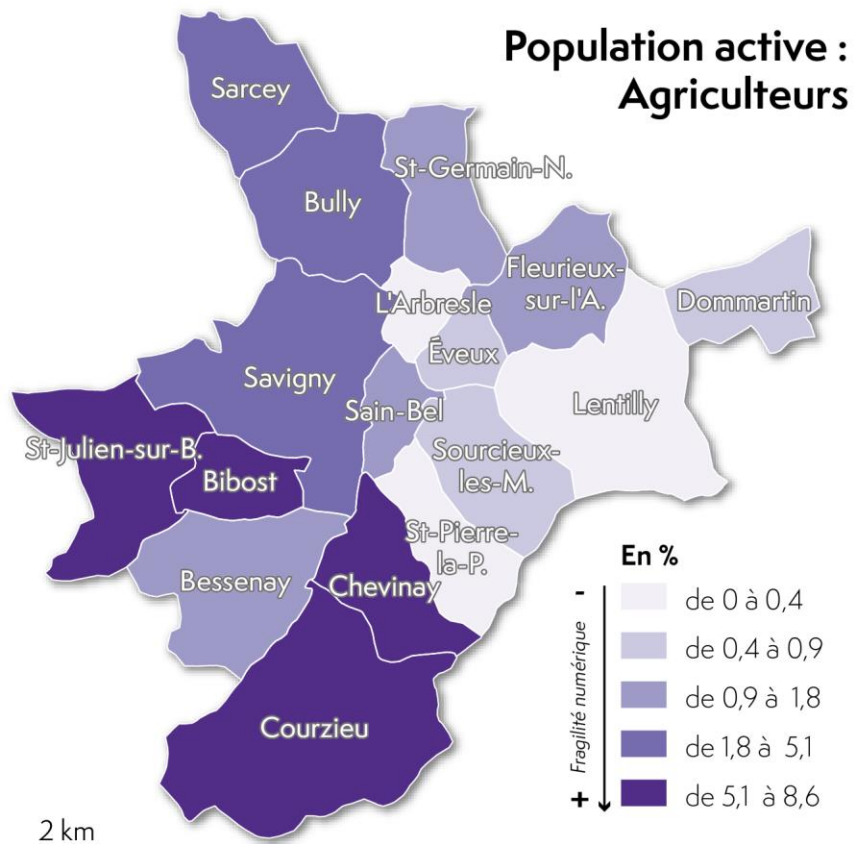 Population active :
Agriculteurs
Sarcey
St-Germain-N.
Bully
Fleurieux-
sur-l'A.
L'Arbresle
Dommartin
Éveux
Savigny
Sain-Bel
Lentilly
St-Julien-sur-B.
Sourcieux-
les-M.
Bibost
St-Pierre-
la-P.
Bessenay
Chevinay
Courzieu
En %
-
Fragilité numérique
+
de 0 à 0,4
de 0,4 à 0,9
de 0,9 à 1,8
de 1,8 à 5,1
de 5,1 à 8,6
2 km